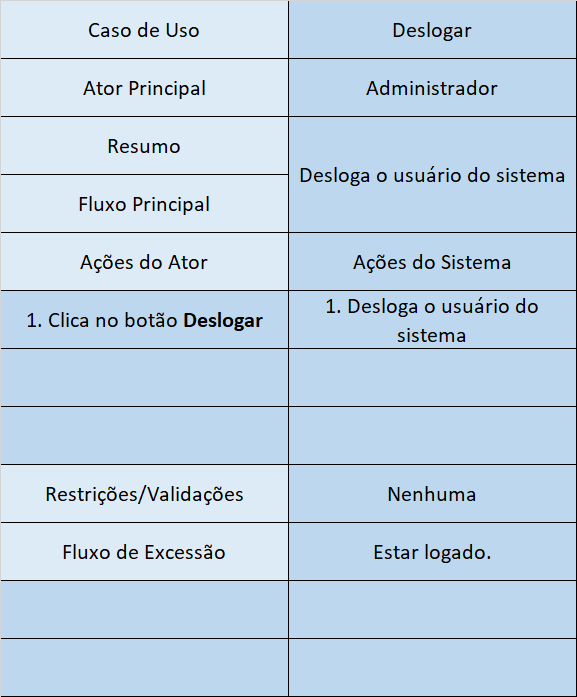 Caso de Uso
Deslogar
Ator Principal
Administrador
Resumo
Desloga o usuário do sistema
Fluxo Principal
Ações do Ator
Ações do Sistema
1. Clica no botão Deslogar
1. Desloga o usuário do
sistema
Restrições/Validações
Nenhuma
Fluxo de Excessão
Estar logado.